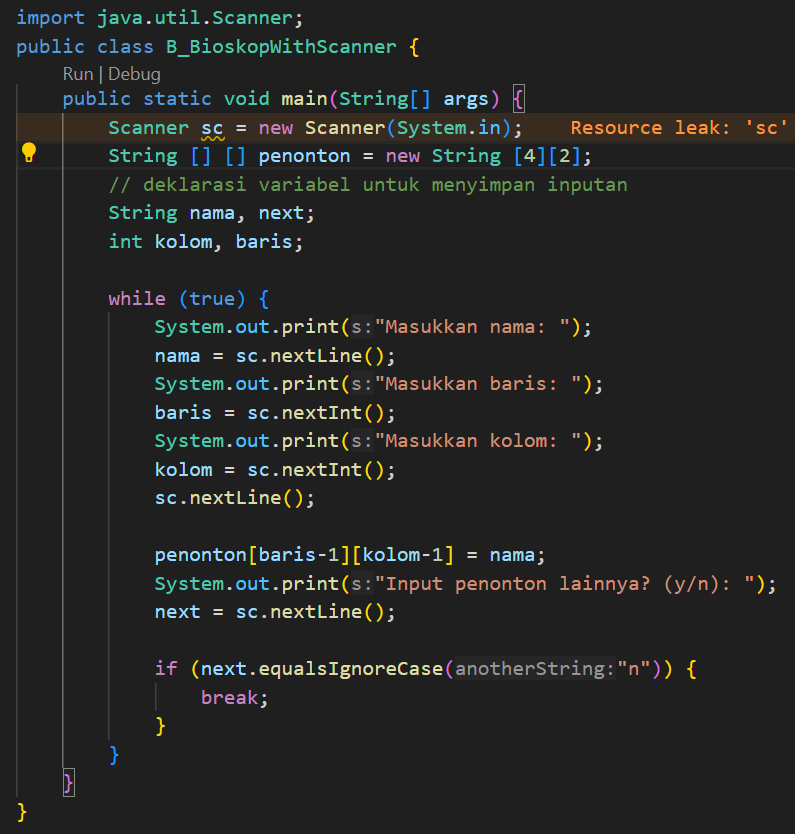 import java.util.Scanner;
public class B_BioskopWithScanner {
Run | Debug
public static void main(String[] args) {
Scanner sc = new Scanner(System.in); Resource leak: 'sc'
String [] [] penonton = new String [4][2];
// deklarasi variabel untuk menyimpan inputan
String nama, next;
int kolom, baris;
while (true) {
System.out.print(s:"Masukkan nama: ");
nama = sc.nextLine();
System.out.print(s:"Masukkan baris: ");
baris = sc.nextInt();
System.out.print(s:"Masukkan kolom: ");
kolom = sc.nextInt();
sc.nextLine();
penonton[baris-1][kolom-1] = nama;
System.out.print(s:"Input penonton lainnya? (y/n): ");
next = sc.nextLine();
if (next.equalsIgnoreCase(anotherString:"n")) {
break;
}
}
}
}